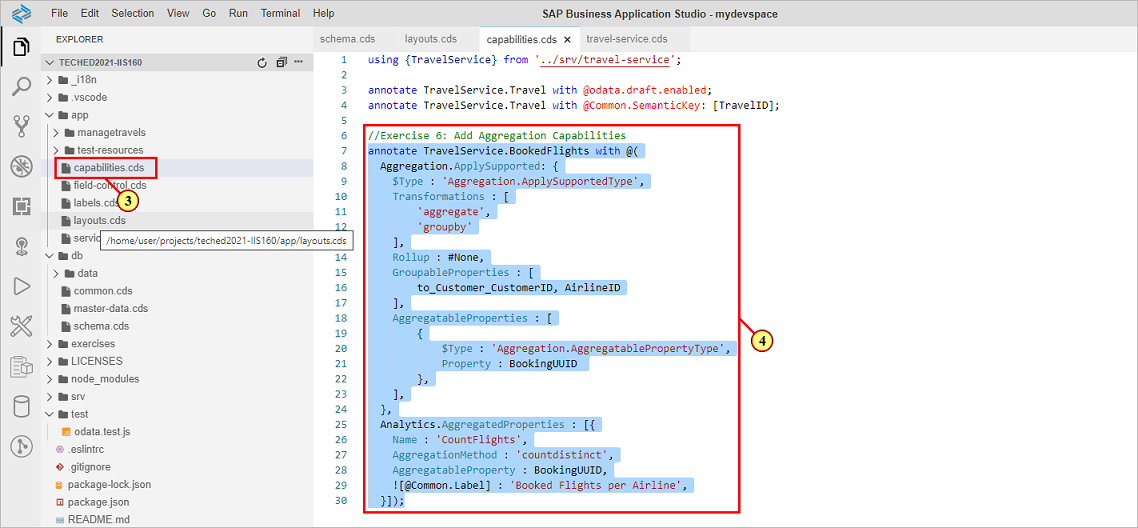 File Edit Selection View Go Run Terminal Help
SAP Business Application Studio - mydevspace
EXPLORER
TECHED2021-IIS160
_i18n
.vscode
app
managetravels
test-resources
capabilities.cds
3
field-control.cds
labels.cds
layouts.cds
servic
/home/user/projects/teched2021-IIS160/app/layouts.cds
db
data
common.cds
master-data.cds
schema.cds
exercises
LICENSES
node_modules
srv
test
odata.test.js
.eslintrc
.gitignore
package-lock.json
package.json
README.md
schema.cds layouts.cds capabilities.cds travel-service.cds
1 using {TravelService} from '../srv/travel-service';
2
3 annotate TravelService.Travel with @odata.draft.enabled;
4 annotate TravelService.Travel with @Common.SemanticKey: [TravelID];
5
6 //Exercise 6: Add Aggregation Capabilities
7 annotate TravelService.BookedFlights with @(
8 Aggregation.ApplySupported: {
9 $Type : 'Aggregation.ApplySupportedType',
10 Transformations : [
11 'aggregate',
12 'groupby'
],
14 Rollup : #None,
15 GroupableProperties : [
16 to_Customer_CustomerID, AirlineID
17 ],
18 AggregatableProperties : [
19 {
20 $Type : 'Aggregation.AggregatablePropertyType',
21 Property : BookingUUID
22 },
23 ],
24 },
25 Analytics.AggregatedProperties : [{
26 Name : 'CountFlights',
27 AggregationMethod : 'countdistinct',
28 AggregatableProperty : BookingUUID,
29 ![@Common.Label] : 'Booked Flights per Airline',
30 }]);
4